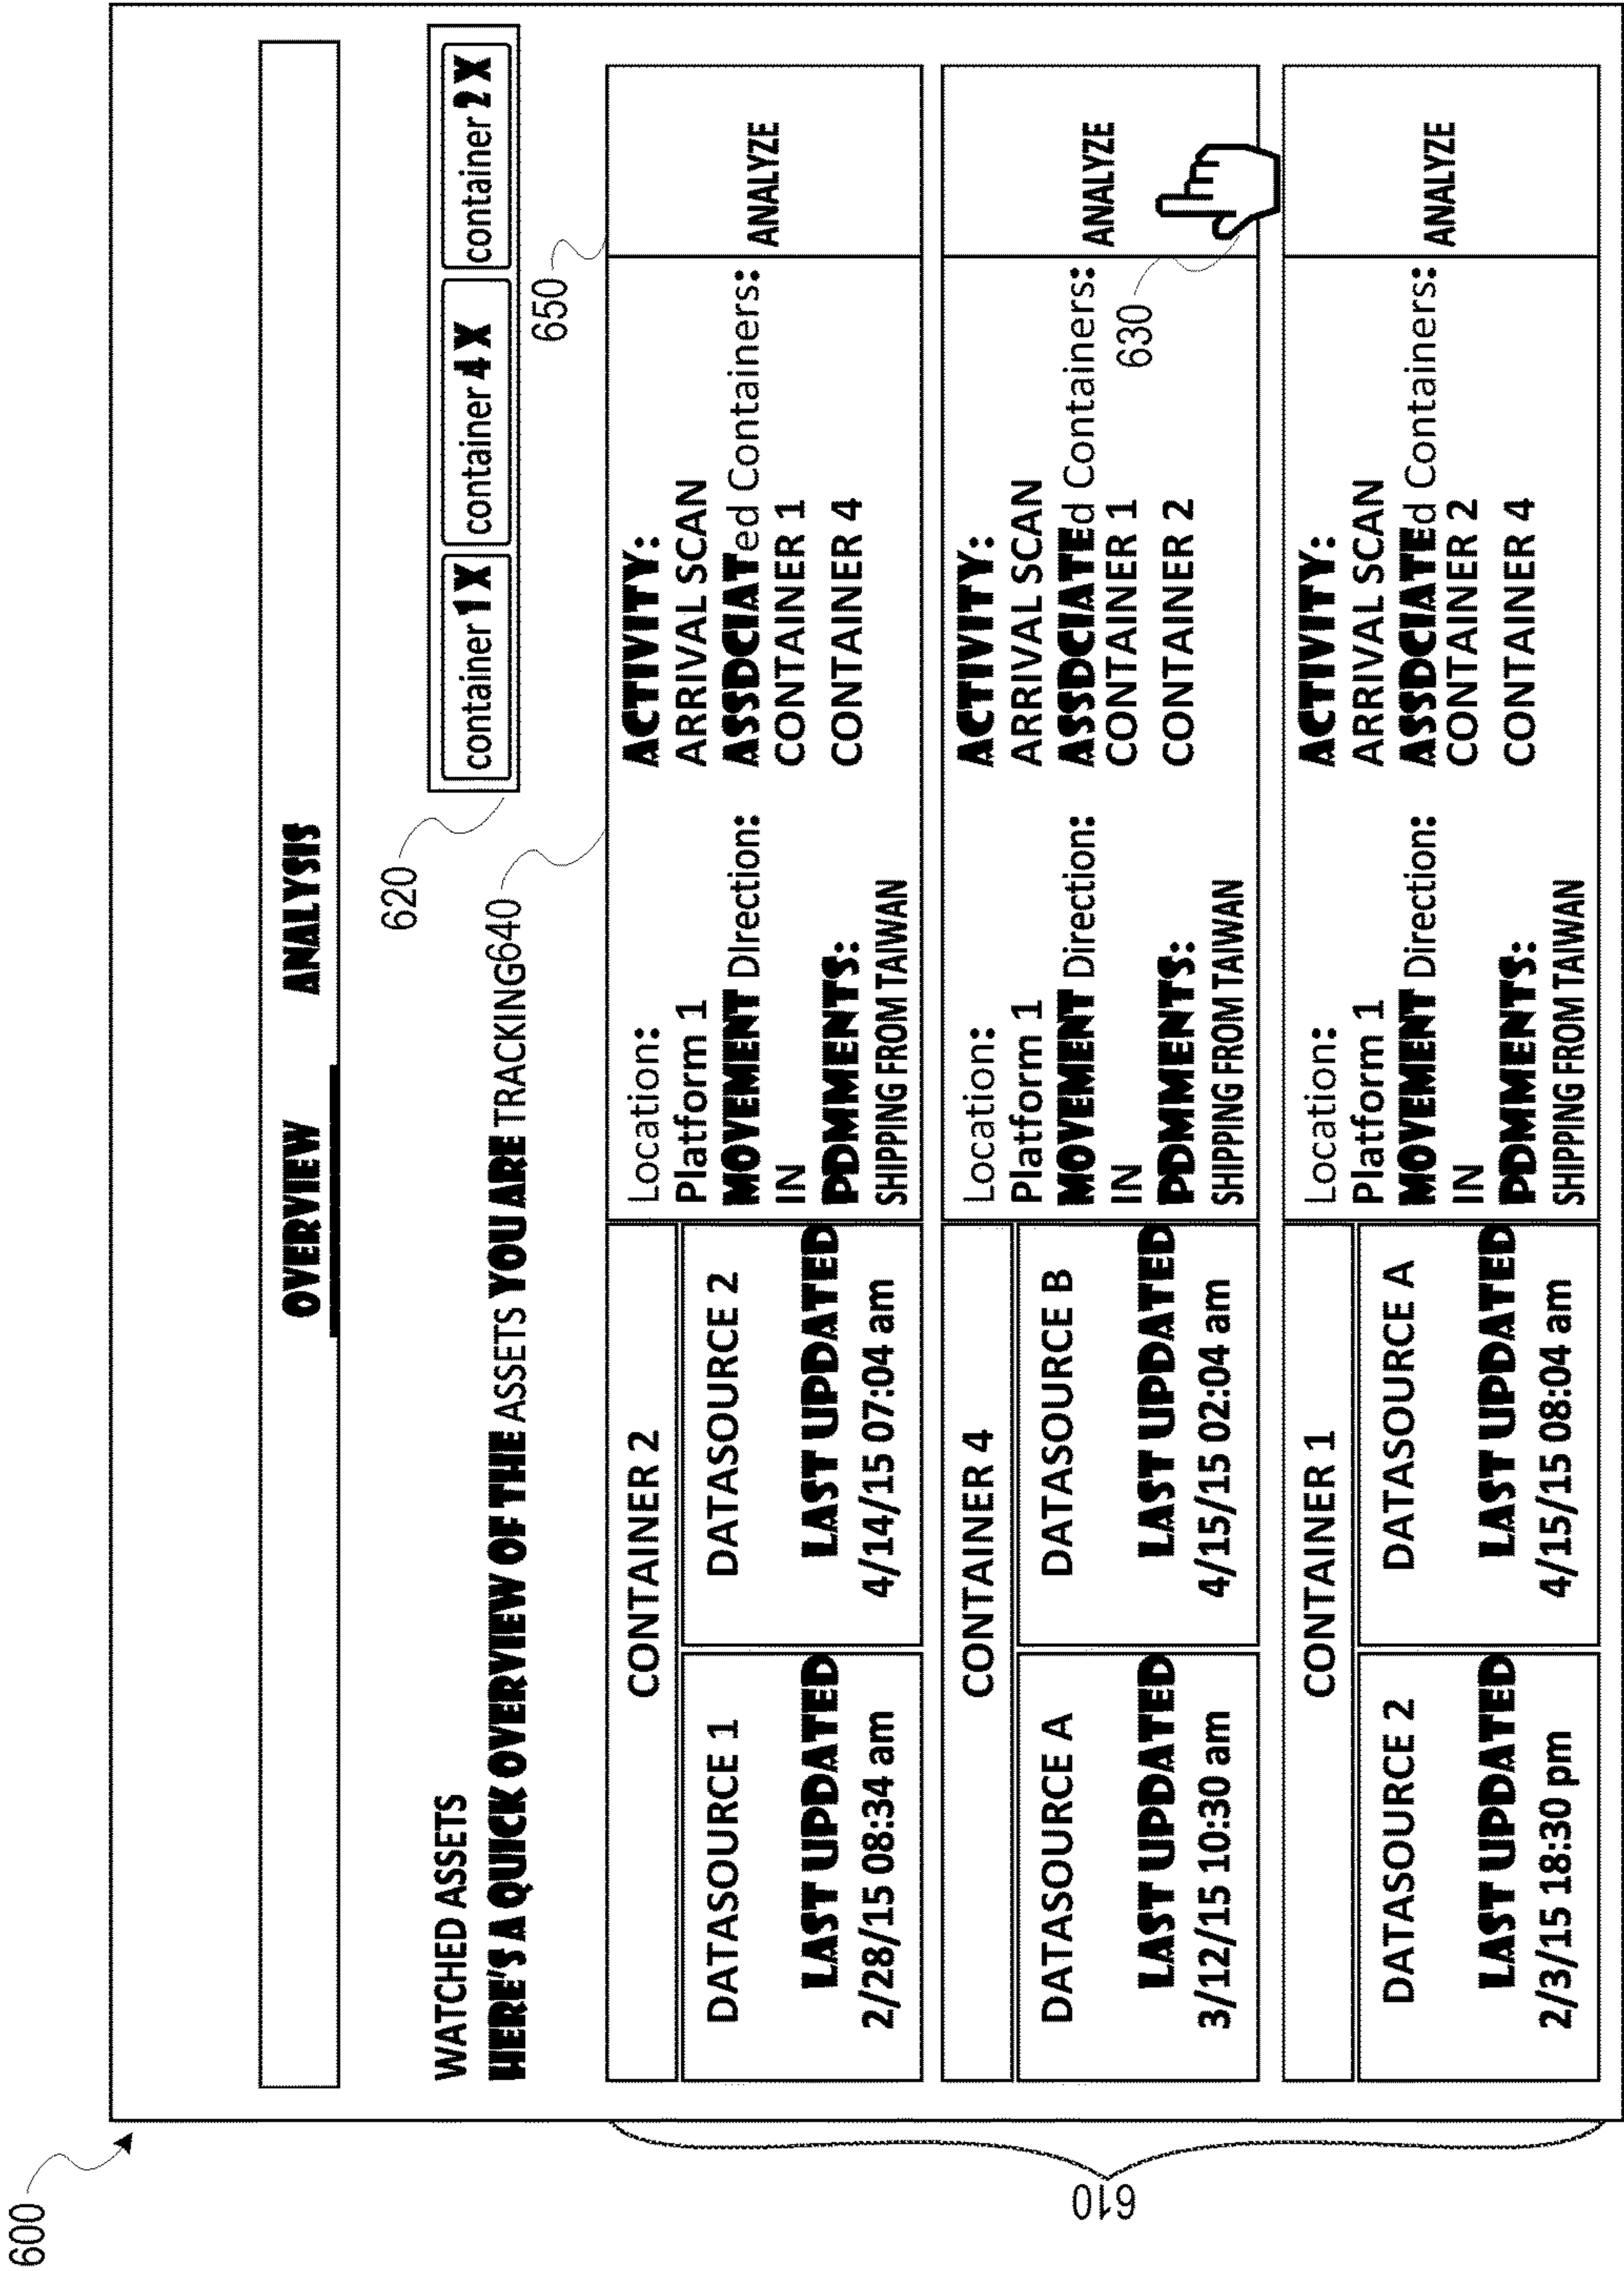 600
OVERVIEW ANALYSIS
WATCHED ASSETS
HERE'S A QUICK OVERVIEW OF THE ASSETS YOU ARE TRACKING
640
620
container 1 X container 4 X container 2 X
650
610
CONTAINER 2
DATASOURCE 1
LAST UPDATED
2/28/15 08:34 am
DATASOURCE 2
LAST UPDATED
4/14/15 07:04 am
Location:
Platform 1
MOVEMENT DIrection:
IN
PDMMENTS:
SHIPPING FROM TAIWAN
ACTIVITY:
ARRIVAL SCAN
ASSDCIATed Containers:
CONTAINER 1
CONTAINER 4
ANALYZE
CONTAINER 4
DATASOURCE A
LAST UPDATED
3/12/15 10:30 am
DATASOURCE B
LAST UPDATED
4/15/15 02:04 am
Location:
Platform 1
MOVEMENT Direction:
IN
PDMMENTS:
SHIPPING FROM TAIWAN
ACTIVITY:
ARRIVAL SCAN
ASSDCIATEd Containers:
CONTAINER 1
CONTAINER 2
ANALYZE
630
CONTAINER 1
DATASOURCE 2
LAST UPDATED
2/3/15 18:30 pm
DATASOURCE A
LAST UPDATED
4/15/15 08:04 am
Location:
Platform 1
MOVEMENT Direction:
IN
PDMMENTS:
SHIPPING FROM TAIWAN
ACTIVITY:
ARRIVAL SCAN
ASSDCIATEd Containers:
CONTAINER 2
CONTAINER 4
ANALYZE